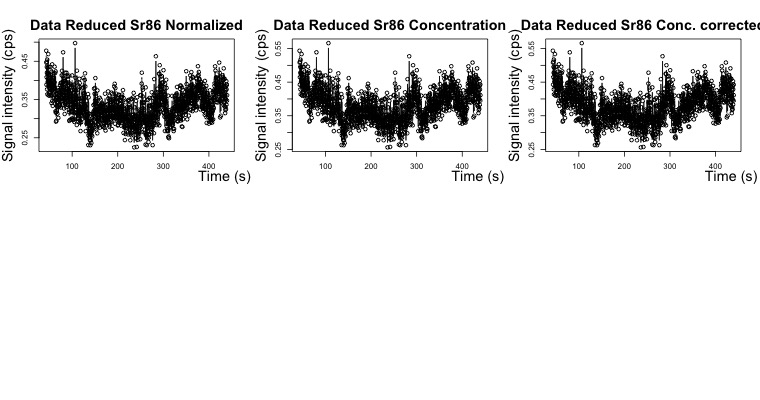 Data Reduced Sr86 Normalized
Signal intensity (cps)
0.45
0.35
0.25
100 200 300 400
Time (s)
Data Reduced Sr86 Concentration
Signal intensity (cps)
0.55
0.45
0.35
0.25
100 200 300 400
Time (s)
Data Reduced Sr86 Conc. corrected
Signal intensity (cps)
0.55
0.45
0.35
0.25
100 200 300 400
Time (s)